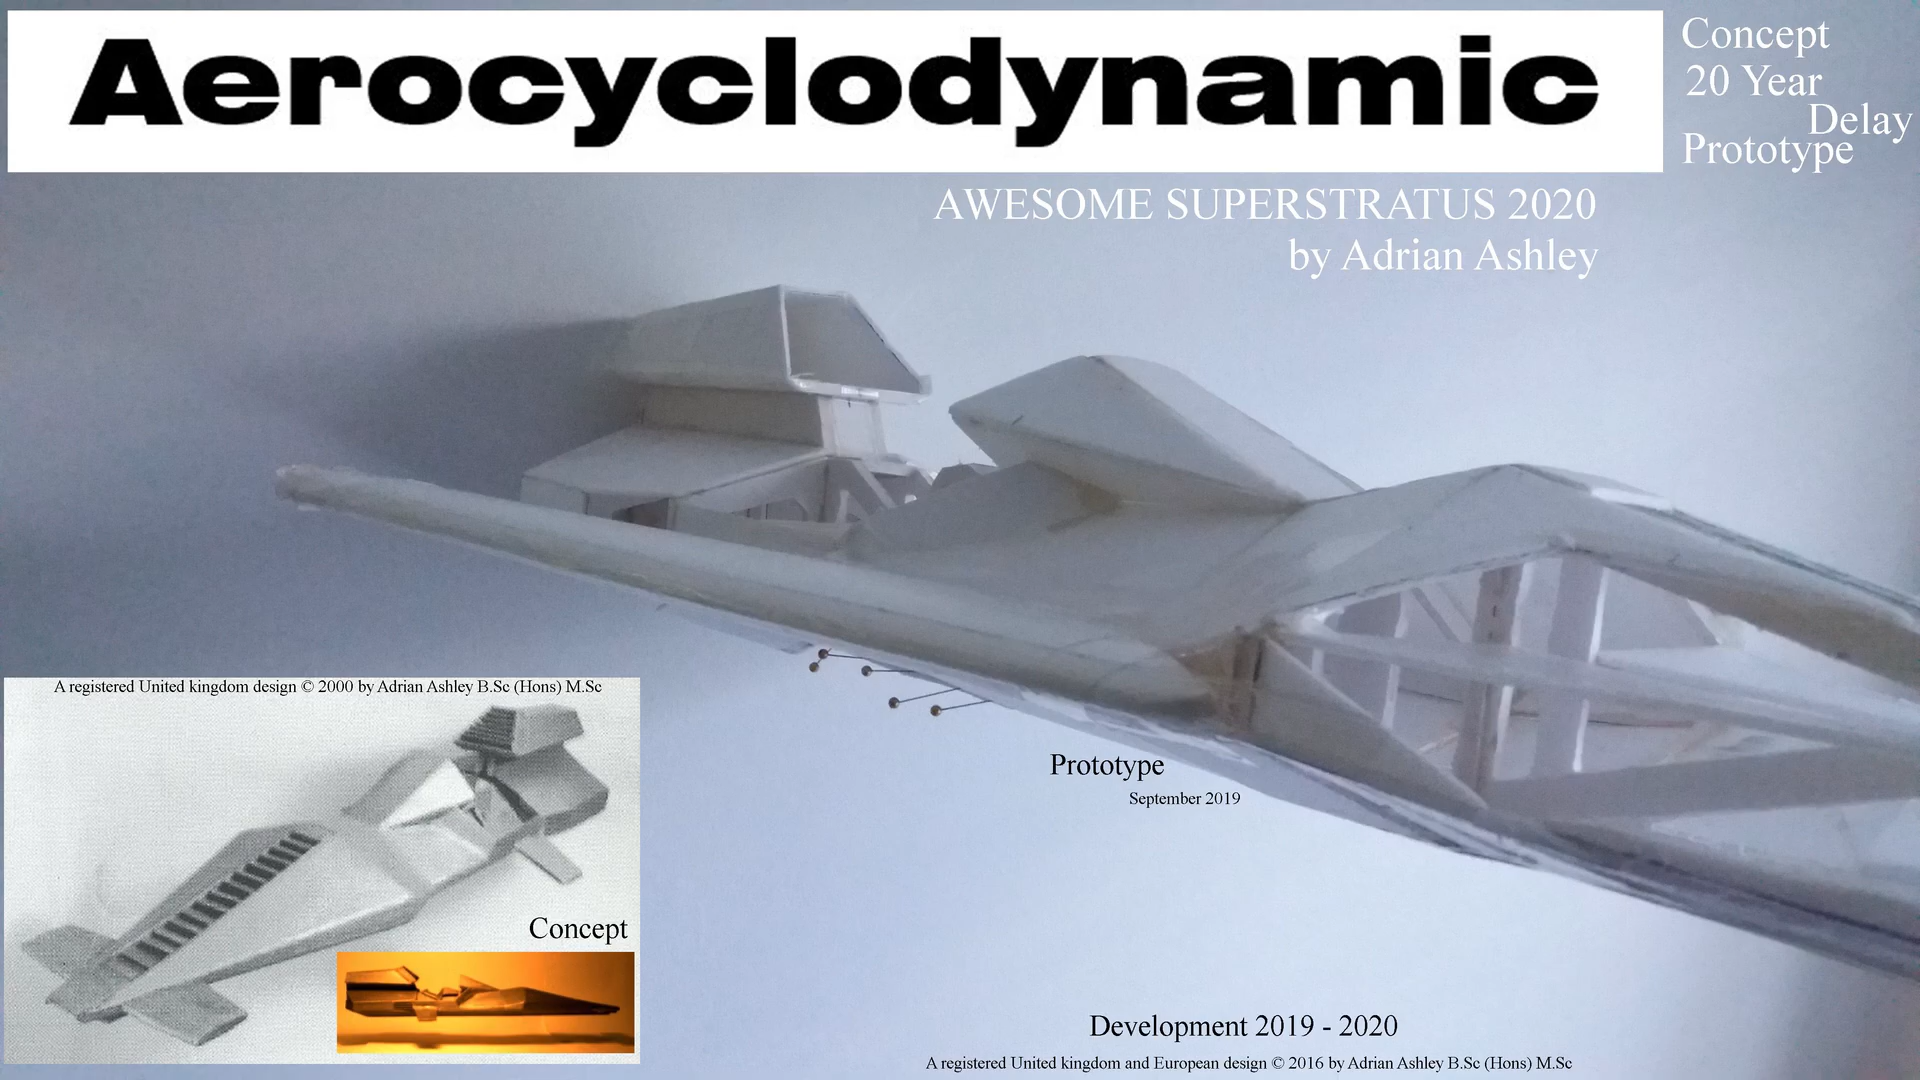 Aerocyclodynamic
Concept
20 Year
Delay
Prototype
AWESOME SUPERSTRATUS 2020
by Adrian Ashley
A registered United kingdom design © 2000 by Adrian Ashley B.Sc (Hons) M.Sc
Concept
Prototype
September 2019
Development 2019 - 2020
A registered United kingdom and European design © 2016 by Adrian Ashley B.Sc (Hons) M.Sc